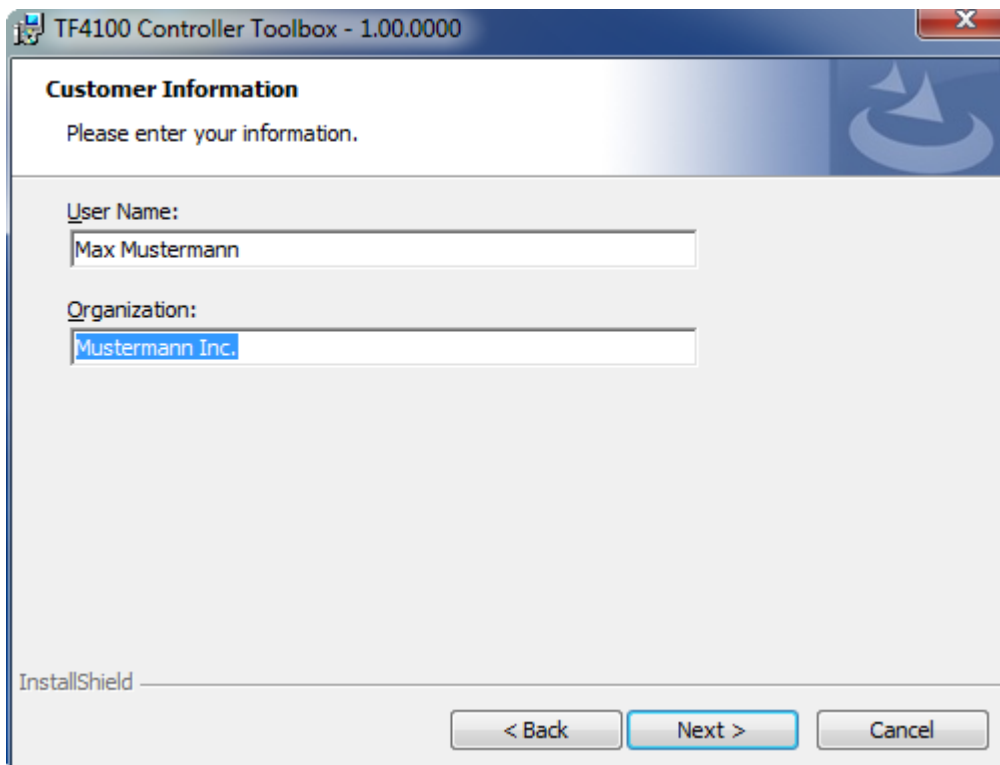 TF4100 Controller Toolbox - 1.00.0000
Customer Information
Please enter your information.
User Name:
Max Mustermann
Organization:
Mustermann Inc.
InstallShield
< Back Next > Cancel